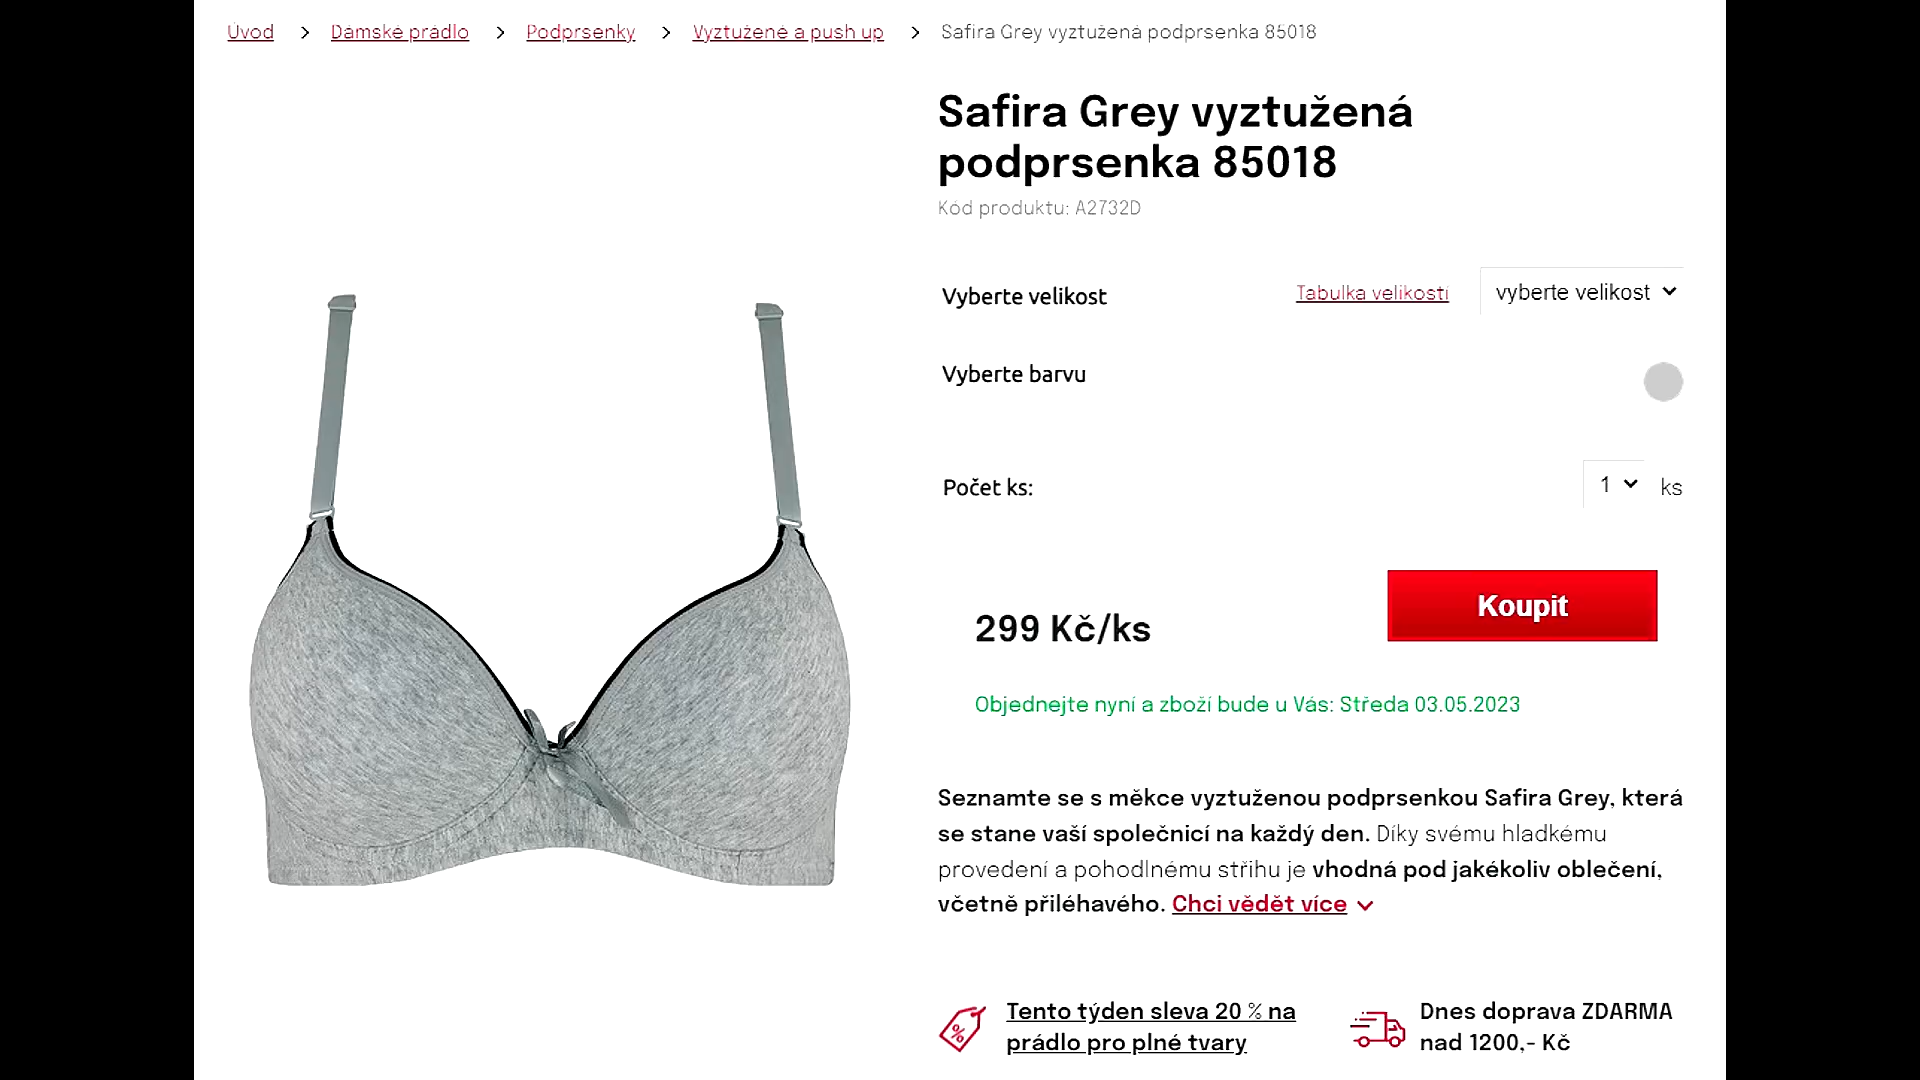 Úvod > Dámské prádlo > Podprsenky > Vyztužené a push up > Safira Grey vyztužená podprsenka 85018
Safira Grey vyztužená
podprsenka 85018
Kód produktu: A2732D
Vyberte velikost Tabulka velikostí vyberte velikost
Vyberte barvu
Počet ks: 1 ks
299 Kč/ks Koupit
Objednejte nyní a zboží bude u Vás: Středa 03.05.2023
Seznamte se s měkce vyztuženou podprsenkou Safira Grey, která
se stane vaší společnicí na každý den. Díky svému hladkému
provedení a pohodlnému střihu je vhodná pod jakékoliv oblečení,
včetně přiléhavého. Chci vědět více
Tento týden sleva 20 % na
prádlo pro plné tvary
Dnes doprava ZDARMA
nad 1200,- Kč